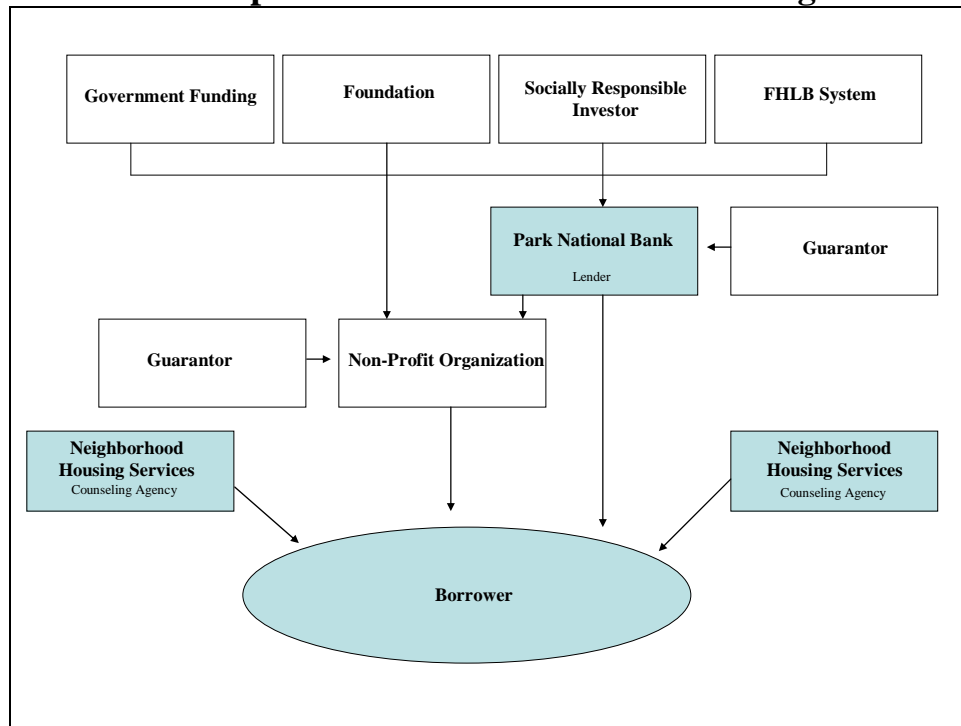 Government Funding
Foundation
Socially Responsible
Investor
FHLB System
Park National Bank
Lender
Guarantor
Guarantor
Non-Profit Organization
Neighborhood
Housing Services
Counseling Agency
Neighborhood
Housing Services
Counseling Agency
Borrower